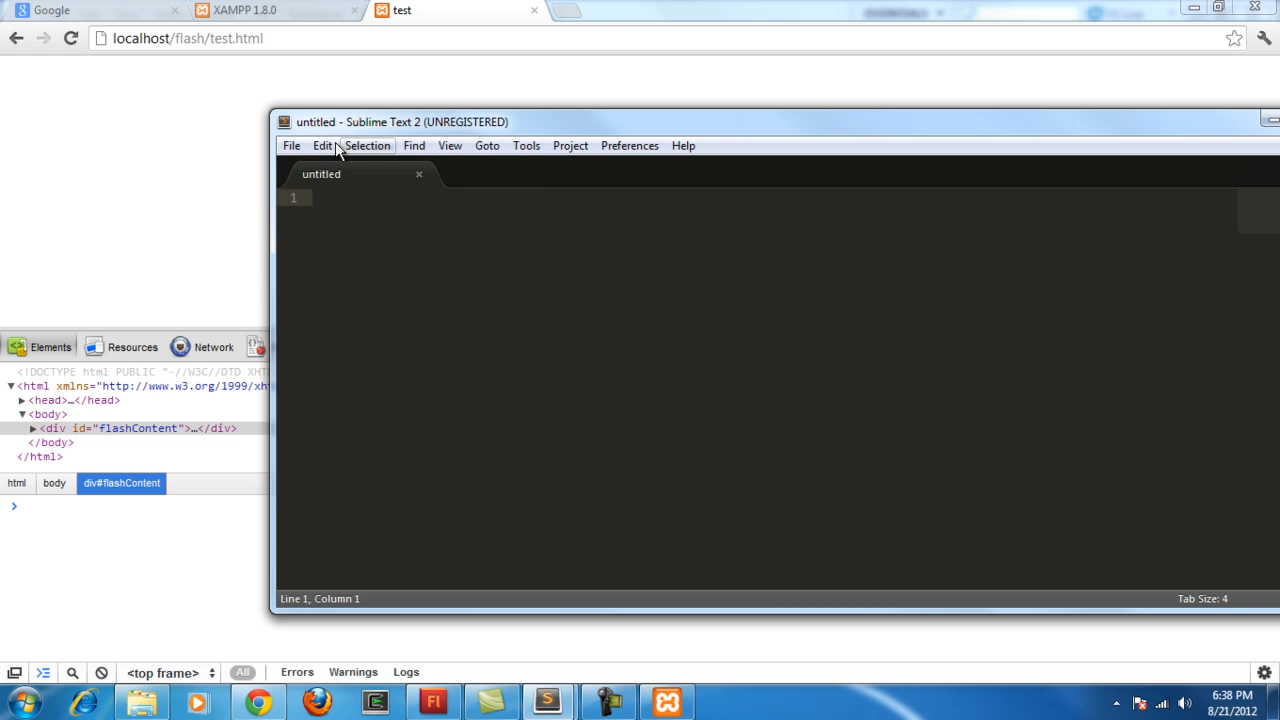 Google
XAMPP 1.8.0
test
localhost/flash/test.html
untitled - Sublime Text 2 (UNREGISTERED)
File Edit Selection Find View Goto Tools Project Preferences Help
untitled
1
Elements Resources Network
<!DOCTYPE html PUBLIC "-//W3C//DTD XHT
<html xmlns="http://www.w3.org/1999/xh
<head>…</head>
<body>
<div id="flashContent">…</div>
</body>
</html>
html body div#flashContent
>
Line 1, Column 1
Tab Size: 4
<top frame> All Errors Warnings Logs
6:38 PM
8/21/2012